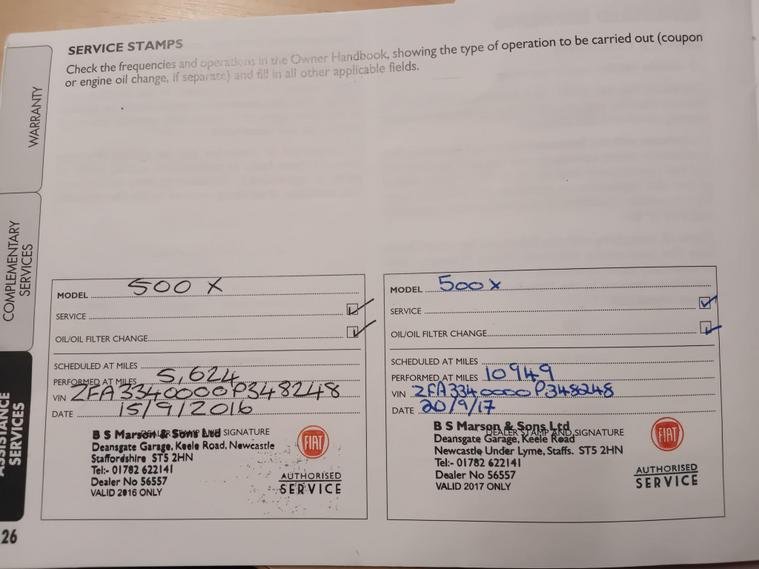 SERVICE STAMPS
Check the frequencies and operations in the Owner Handbook, showing the type of operation to be carried out (coupon
or engine oil change, if separate) and fill in all other applicable fields.
WARRANTY
COMPLEMENTARY
SERVICES
ASSISTANCE
SERVICES
26
MODEL 500 X
SERVICE
OIL/OIL FILTER CHANGE
SCHEDULED AT MILES
PERFORMED AT MILES 5,624
VIN ZFA3340000P348248
DATE 15/9/2016
DEALER STAMP AND SIGNATURE
B S Marson & Sons Ltd
Deansgate Garage, Keele Road, Newcastle
Staffordshire ST5 2HN
Tel:- 01782 622141
Dealer No 56557
VALID 2016 ONLY
FIAT
AUTHORISED
SERVICE
MODEL 500X
SERVICE
OIL/OIL FILTER CHANGE
SCHEDULED AT MILES
PERFORMED AT MILES 10949
VIN ZFA3340000P348248
DATE 20/9/17
DEALER STAMP AND SIGNATURE
B S Marson & Sons Ltd
Deansgate Garage, Keele Road
Newcastle Under Lyme, Staffs. ST5 2HN
Tel:- 01782 622141
Dealer No 56557
VALID 2017 ONLY
FIAT
AUTHORISED
SERVICE